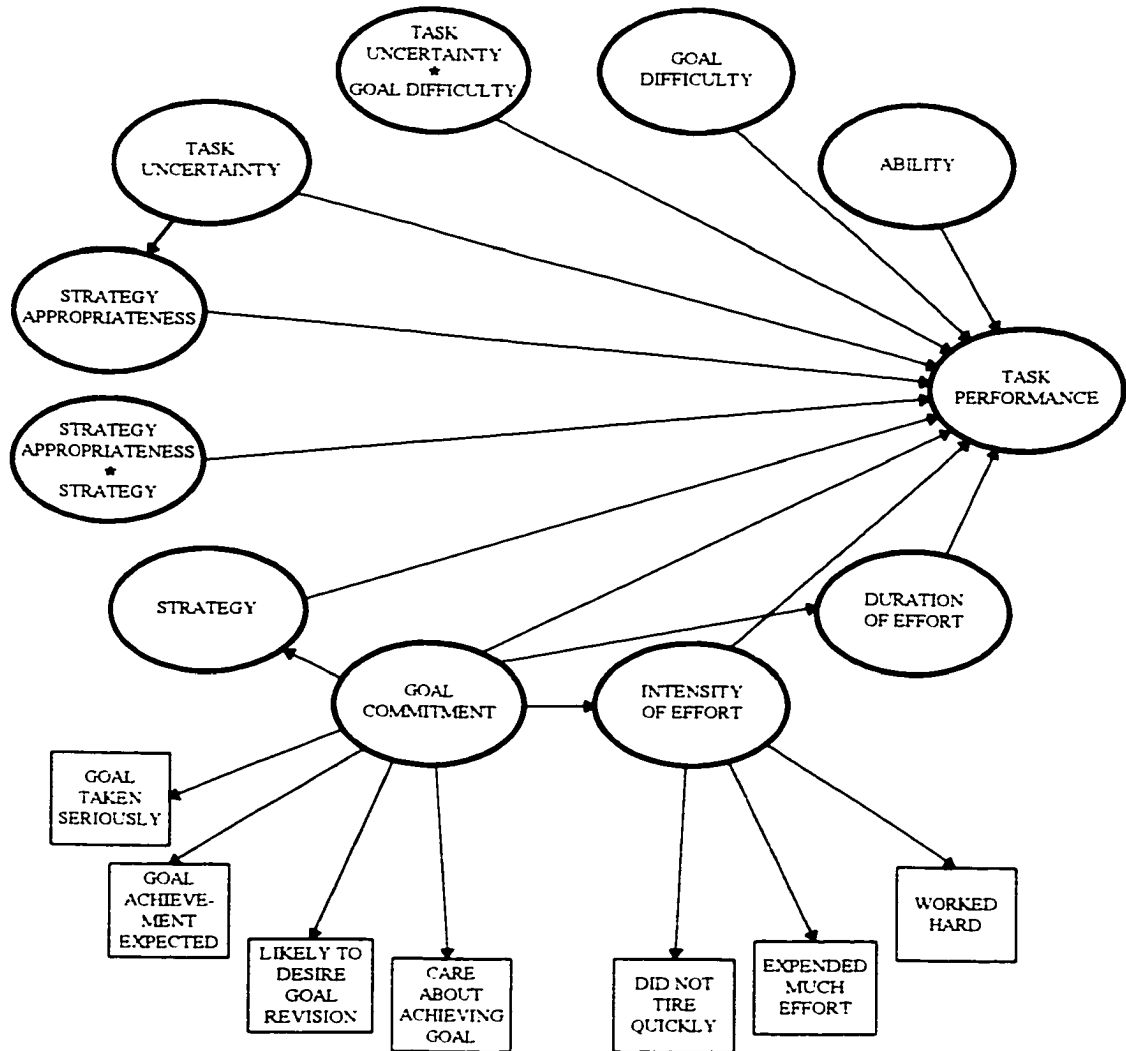 TASK
UNCERTAINTY
*
GOAL DIFFICULTY
GOAL
DIFFICULTY
TASK
UNCERTAINTY
ABILITY
STRATEGY
APPROPRIATENESS
TASK
PERFORMANCE
STRATEGY
APPROPRIATENESS
*
STRATEGY
STRATEGY
DURATION
OF EFFORT
GOAL
COMMITMENT
INTENSITY
OF EFFORT
GOAL
TAKEN
SERIOUSLY
GOAL
ACHIEVE-
MENT
EXPECTED
LIKELY TO
DESIRE
GOAL
REVISION
CARE
ABOUT
ACHIEVING
GOAL
DID NOT
TIRE
QUICKLY
EXPENDED
MUCH
EFFORT
WORKED
HARD